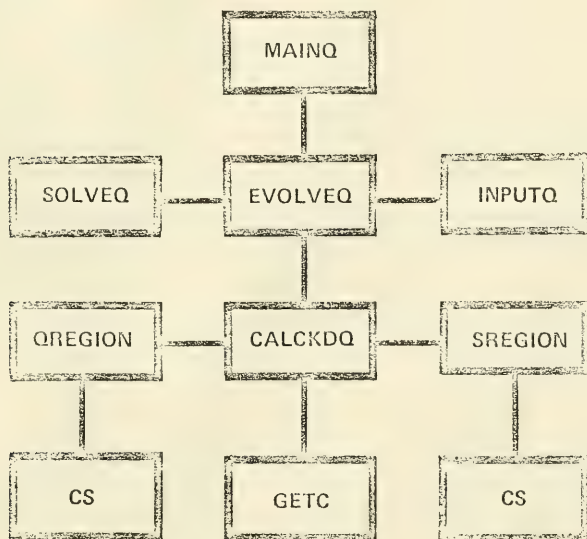 MAINQ
SOLVEQ EVOLVEQ INPUTQ
QREGION CALCKDQ SREGION
CS GETC CS